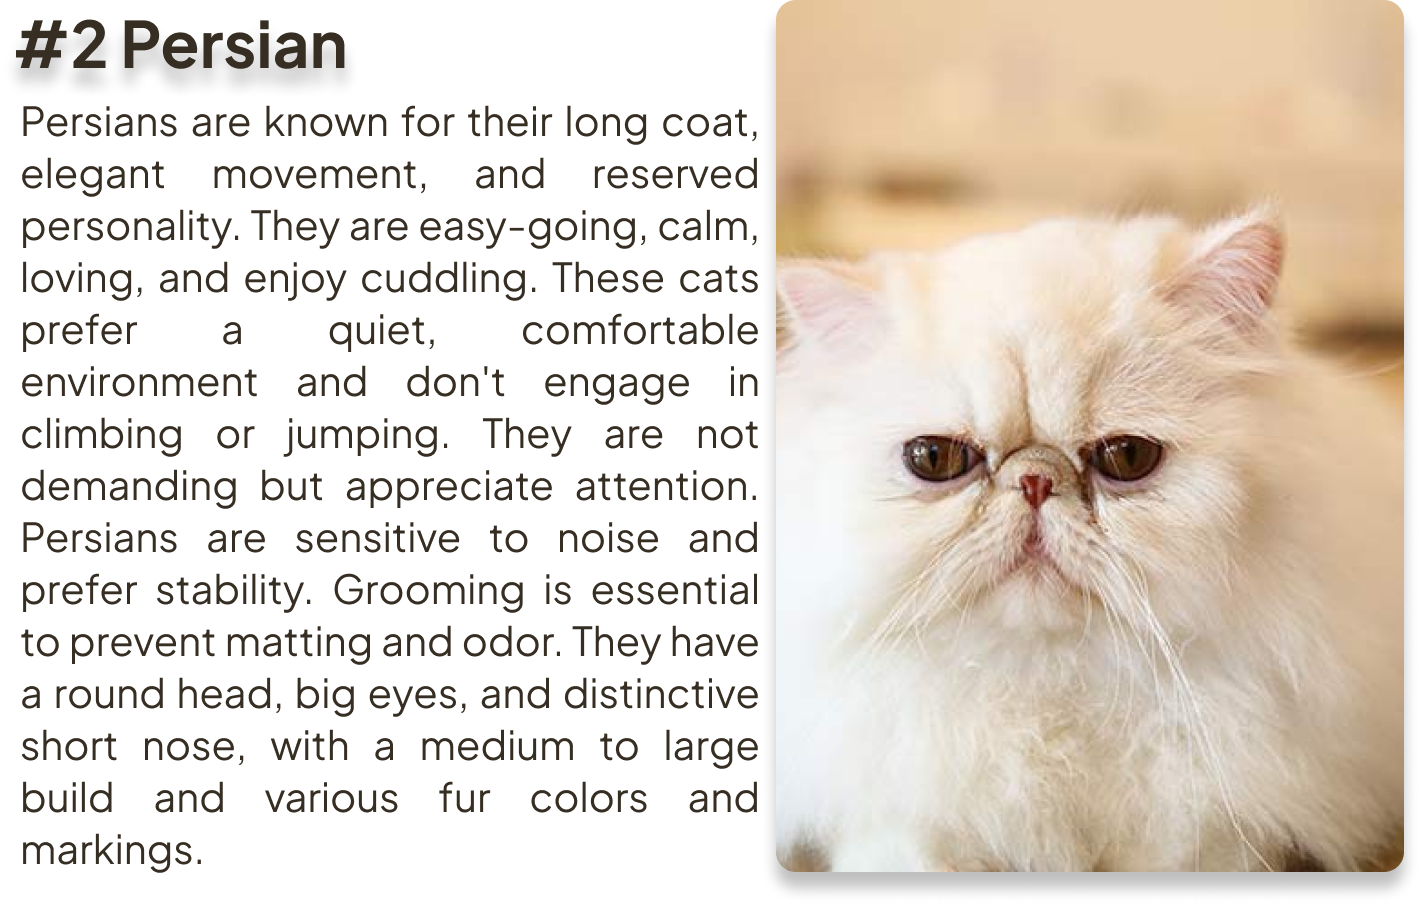 #2 Persian
Persians are known for their long coat,
elegant movement, and reserved
personality. They are easy-going, calm,
loving, and enjoy cuddling. These cats
prefer a quiet, comfortable
environment and don't engage in
climbing or jumping. They are not
demanding but appreciate attention.
Persians are sensitive to noise and
prefer stability. Grooming is essential
to prevent matting and odor. They have
a round head, big eyes, and distinctive
short nose, with a medium to large
build and various fur colors and
markings.